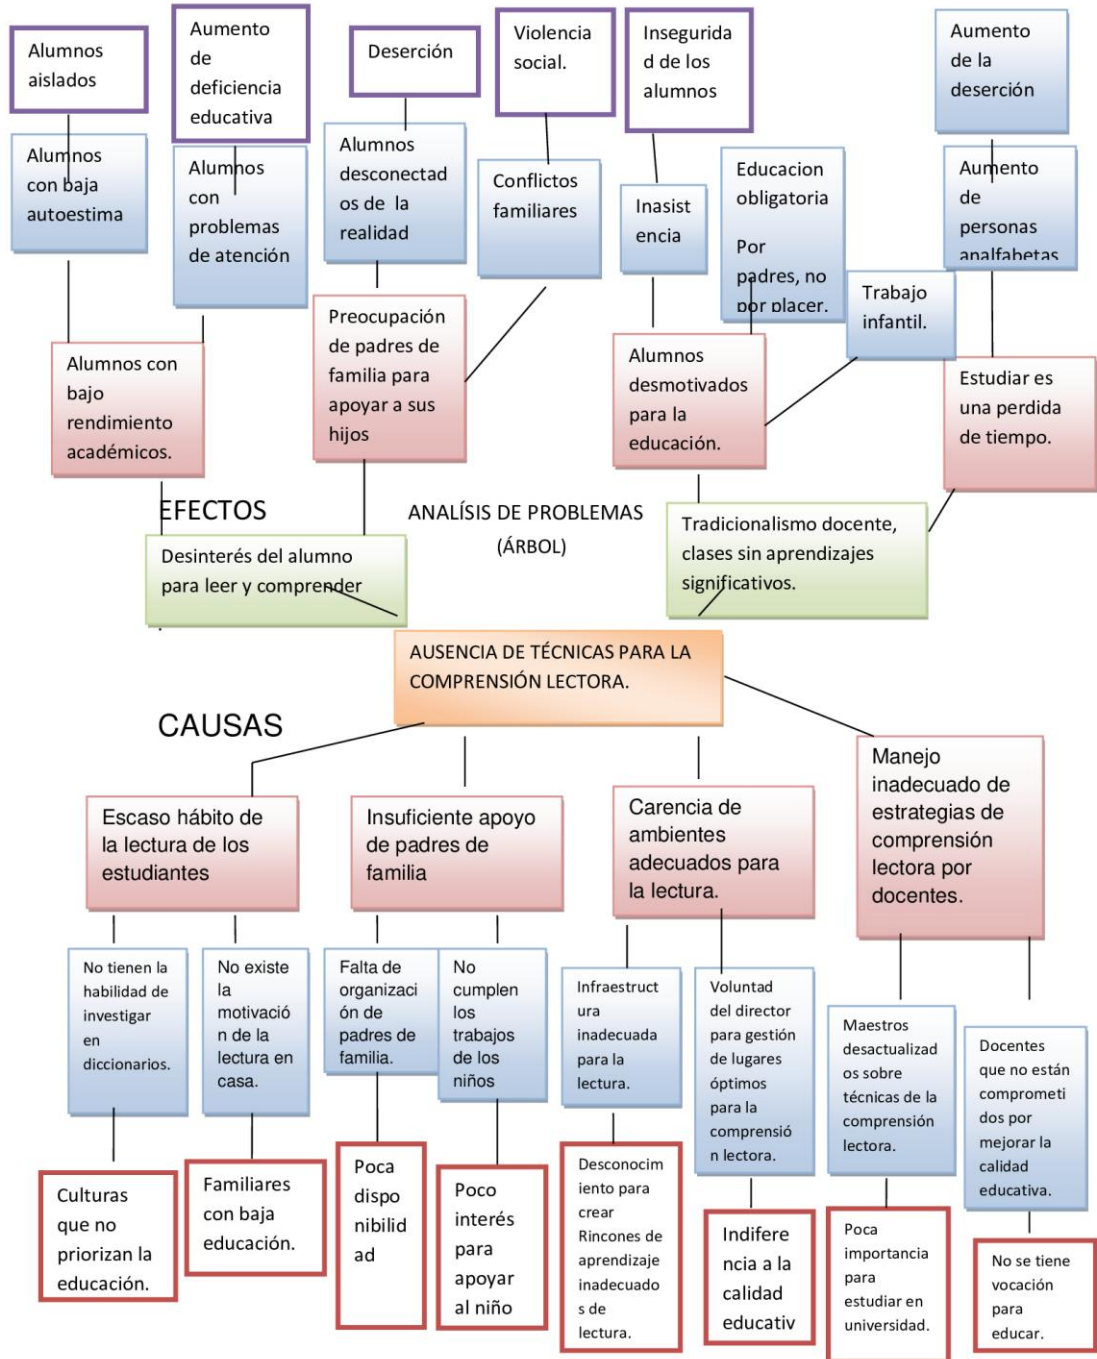 Alumnos
aislados
Aumento
de
deficiencia
educativa
Deserción
Violencia
social.
Insegurida
d de los
alumnos
Aumento
de la
deserción
Alumnos
con baja
autoestima
Alumnos
con
problemas
de atención
Alumnos
desconectad
os de la
realidad
Conflictos
familiares
Inasist
encia
Educacion
obligatoria
Por
padres, no
por placer.
Trabajo
infantil.
Aumento
de
personas
analfabetas
Alumnos con
bajo
rendimiento
académicos.
Preocupación
de padres de
familia para
apoyar a sus
hijos
Alumnos
desmotivados
para la
educación.
Estudiar es
una perdida
de tiempo.
EFECTOS
ANALÍSIS DE PROBLEMAS
(ÁRBOL)
Desinterés del alumno
para leer y comprender
.
Tradicionalismo docente,
clases sin aprendizajes
significativos.
AUSENCIA DE TÉCNICAS PARA LA
COMPRENSIÓN LECTORA.
CAUSAS
Escaso hábito de
la lectura de los
estudiantes
Insuficiente apoyo
de padres de
familia
Carencia de
ambientes
adecuados para
la lectura.
Manejo
inadecuado de
estrategias de
comprensión
lectora por
docentes.
No tienen la
habilidad de
investigar
en
diccionarios.
No existe
la
motivació
n de la
lectura en
casa.
Falta de
organizaci
ón de
padres de
familia.
No
cumplen
los
trabajos
de los
niños
Infraestruct
ura
inadecuada
para la
lectura.
Voluntad
del director
para gestión
de lugares
óptimos
para la
comprensió
n lectora.
Maestros
desactualizad
os sobre
técnicas de la
comprensión
lectora.
Docentes
que no están
comprometi
dos por
mejorar la
calidad
educativa.
Culturas
que no
priorizan la
educación.
Familiares
con baja
educación.
Poca
dispo
nibilid
ad
Poco
interés
para
apoyar
al niño
Desconocim
iento para
crear
Rincones de
aprendizaje
inadecuado
s de
lectura.
Indifere
ncia a la
calidad
educativ
Poca
importancia
para
estudiar en
universidad.
No se tiene
vocación
para
educar.